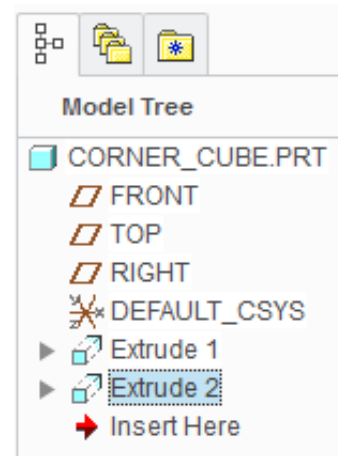 Model Tree
CORNER_CUBE.PRT
FRONT
TOP
RIGHT
DEFAULT_CSYS
Extrude 1
Extrude 2
Insert Here